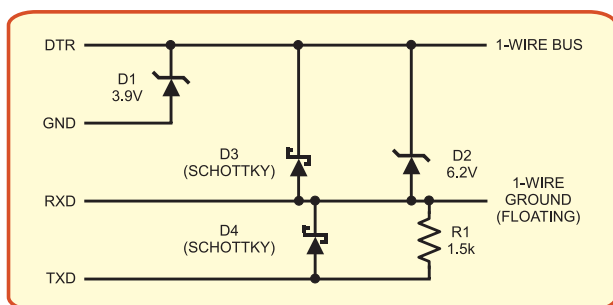 DTR
1-WIRE BUS
D1
3.9V
GND
D3
(SCHOTTKY)
D2
6.2V
RXD
1-WIRE
GROUND
(FLOATING)
D4
(SCHOTTKY)
R1
1.5k
TXD